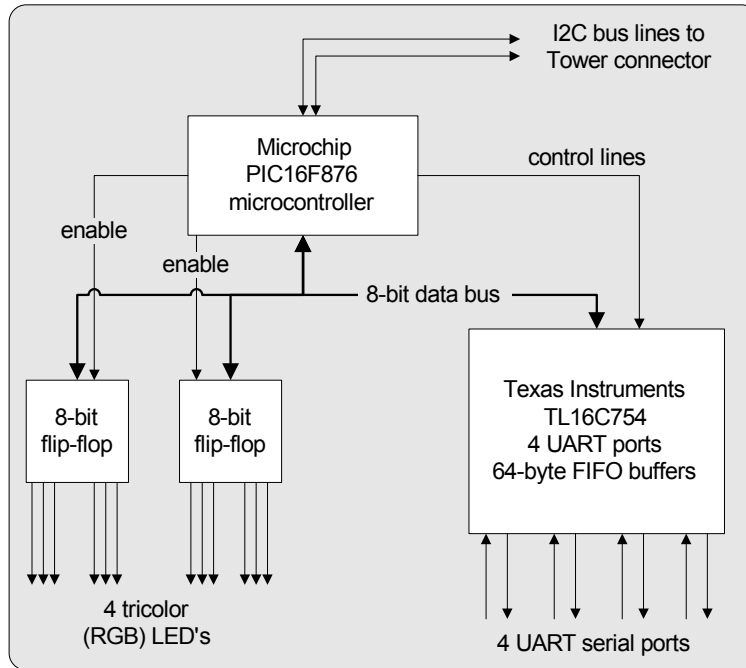 I2C bus lines to
Tower connector
Microchip
PIC16F876
microcontroller
control lines
enable
enable
8-bit data bus
8-bit
flip-flop
8-bit
flip-flop
Texas Instruments
TL16C754
4 UART ports
64-byte FIFO buffers
4 tricolor
(RGB) LED's
4 UART serial ports